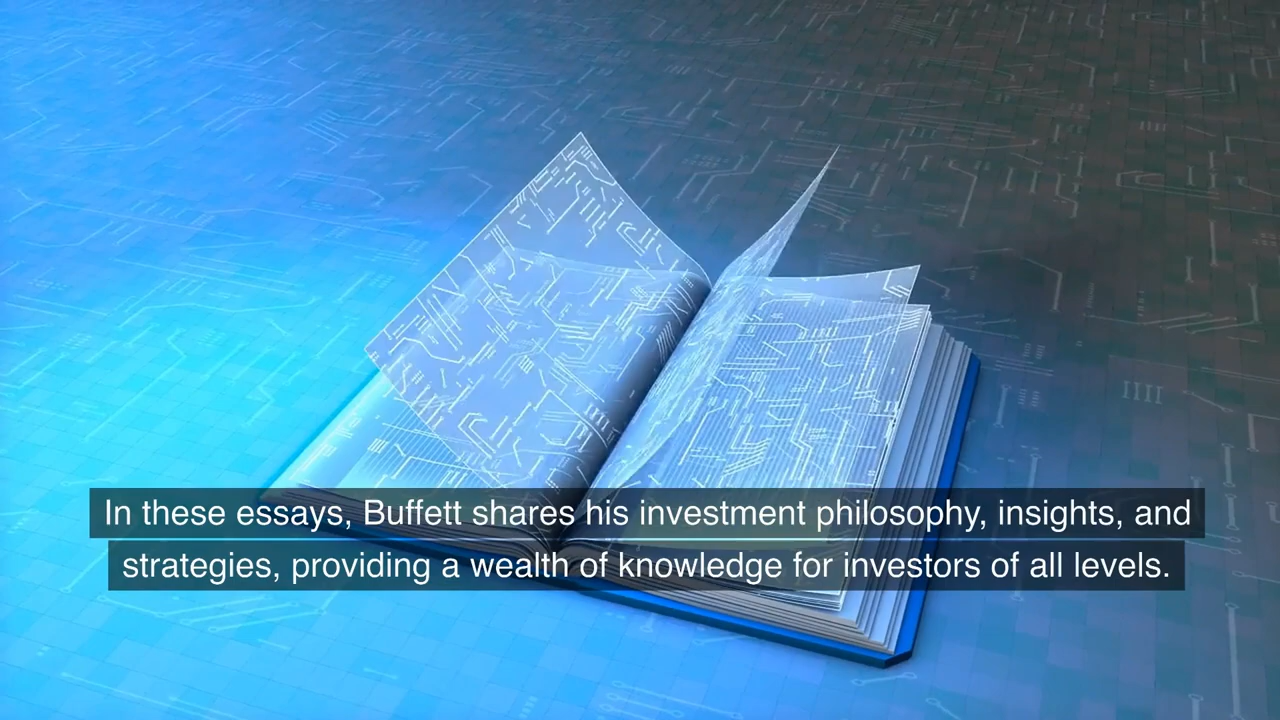 In these essays, Buffett shares his investment philosophy, insights, and
strategies, providing a wealth of knowledge for investors of all levels.